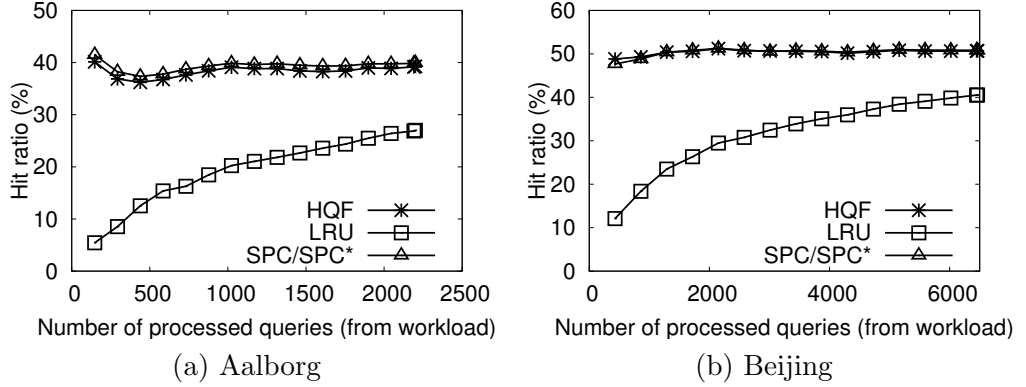 50
40
30
20
10
0
Hit ratio (%)
HQF
LRU
SPC/SPC*
0 500 1000 1500 2000 2500
Number of processed queries (from workload)
(a) Aalborg
60
50
40
30
20
10
0
Hit ratio (%)
HQF
LRU
SPC/SPC*
0 2000 4000 6000
Number of processed queries (from workload)
(b) Beijing